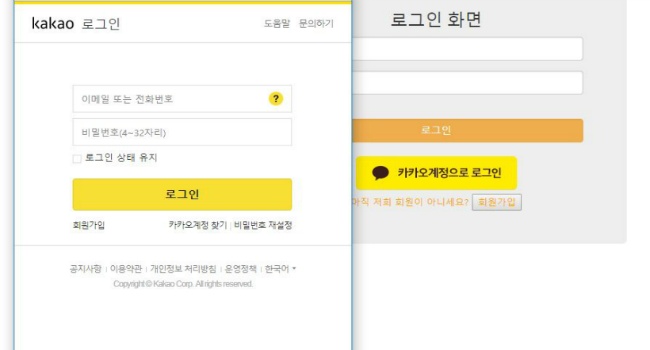 kakao 로그인
도움말 문의하기
이메일 또는 전화번호
?
비밀번호(4~32자리)
로그인 상태 유지
로그인
회원가입
카카오계정 찾기 | 비밀번호 재설정
공지사항 | 이용약관 | 개인정보 처리방침 | 운영정책 | 한국어
Copyright © Kakao Corp. All rights reserved.
로그인 화면
로그인
카카오계정으로 로그인
아직 저희 회원이 아니세요? 회원가입